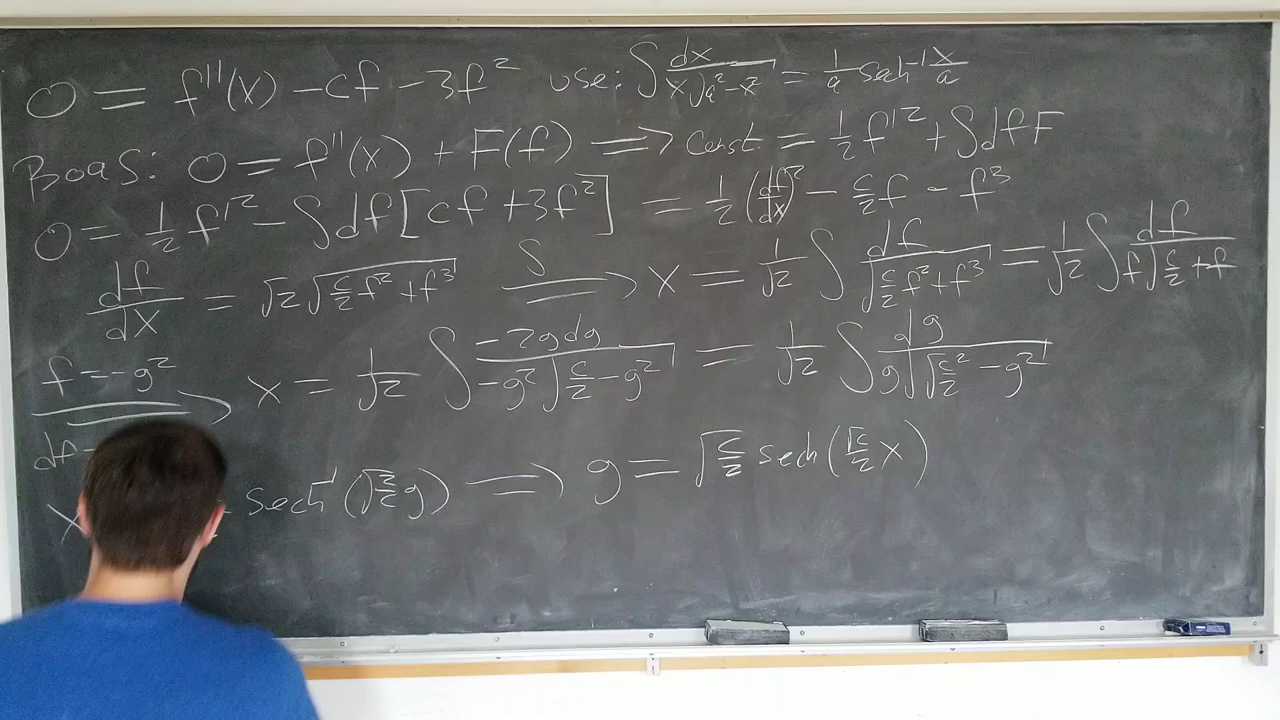 0 = f''(x) - cf - 3f² use: ∫ dx / x√(a²-x²) = 1/a sech⁻¹ x/a
Boas: 0 = f''(x) + F(f) ⟹ const. = 1/2 f'² + ∫df F
0 = 1/2 f'² - ∫df[cf + 3f²] = 1/2 (df/dx)² - c/2 f - f³
df/dx = √2 √(c/2 f² + f³) ∫⟹ x = 1/√2 ∫ df / √(c/2 f² + f³) = 1/√2 ∫ df / f√(c/2 + f)
f = -g² ⟹ x = 1/√2 ∫ -2g dg / -g²√(c/2 - g²) = 1/√2 ∫ dg / g√(√(c/2)² - g²)
df =
x sech⁻¹(√(2/c) g) ⟹ g = √(c/2) sech(√c/2 x)